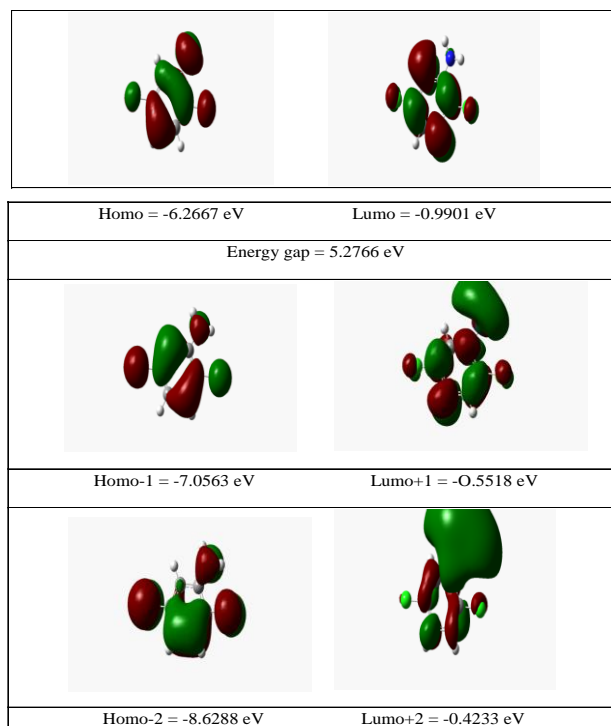 Homo = -6.2667 eV Lumo = -0.9901 eV
Energy gap = 5.2766 eV
Homo-1 = -7.0563 eV Lumo+1 = -O.5518 eV
Homo-2 = -8.6288 eV Lumo+2 = -0.4233 eV